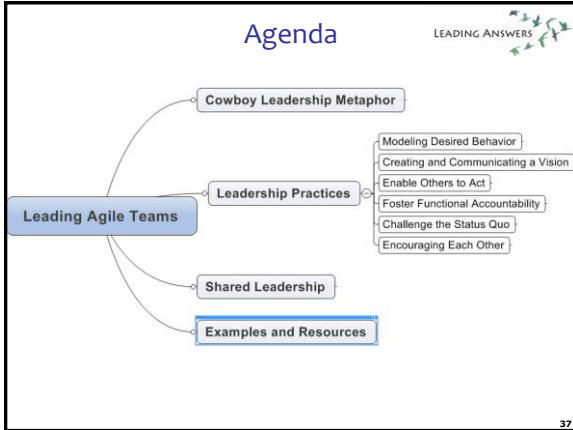 Agenda
LEADING ANSWERS
Cowboy Leadership Metaphor
Modeling Desired Behavior
Creating and Communicating a Vision
Leadership Practices
Enable Others to Act
Foster Functional Accountability
Leading Agile Teams
Challenge the Status Quo
Encouraging Each Other
Shared Leadership
Examples and Resources
37